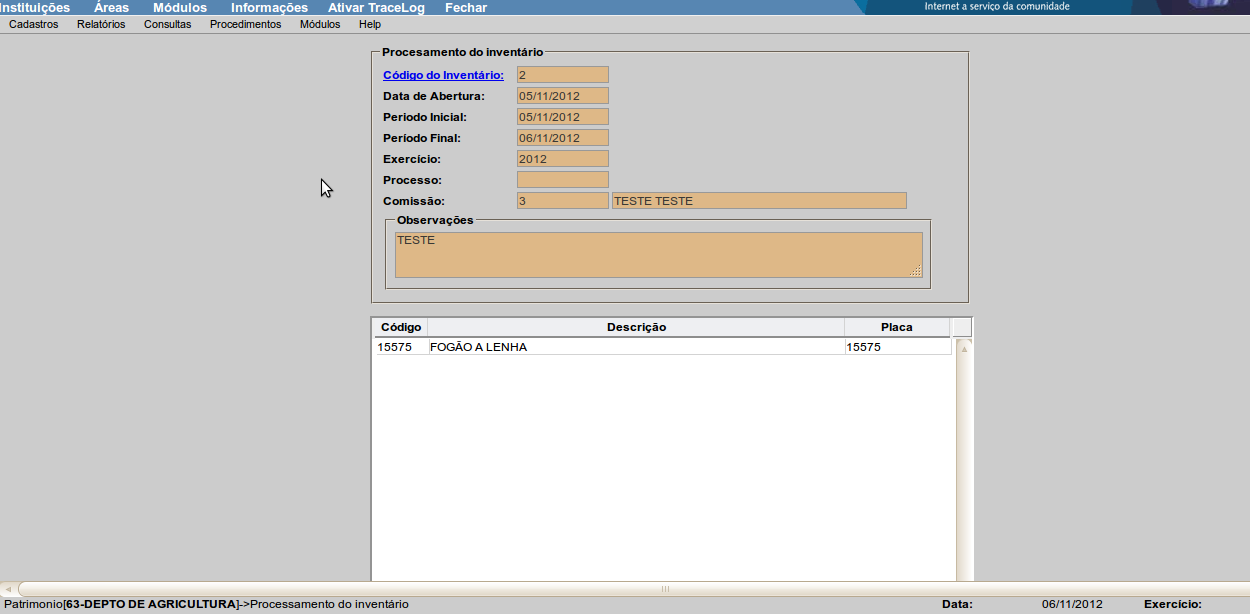 Instituições Áreas Módulos Informações Ativar TraceLog Fechar
Internet a serviço da comunidade
Cadastros Relatórios Consultas Procedimentos Módulos Help
Procesamento do inventário
Código do Inventário: 2
Data de Abertura: 05/11/2012
Periodo Inicial: 05/11/2012
Período Final: 06/11/2012
Exercício: 2012
Processo:
Comissão: 3 TESTE TESTE
Observações
TESTE
Código Descrição Placa
15575 FOGÃO A LENHA 15575
Patrimonio[63-DEPTO DE AGRICULTURA]->Processamento do inventário Data: 06/11/2012 Exercício: